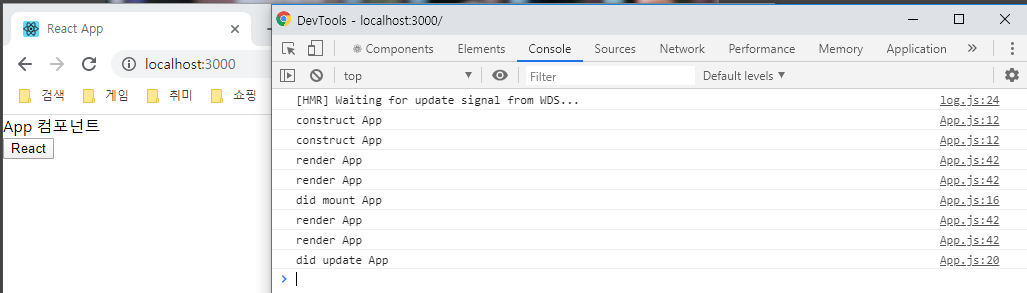 React App
localhost:3000
검색 게임 취미 쇼핑
App 컴포넌트
React
DevTools - localhost:3000/
Components Elements Console Sources Network Performance Memory Application
top Filter Default levels
[HMR] Waiting for update signal from WDS... log.js:24
construct App App.js:12
construct App App.js:12
render App App.js:42
render App App.js:42
did mount App App.js:16
render App App.js:42
render App App.js:42
did update App App.js:20